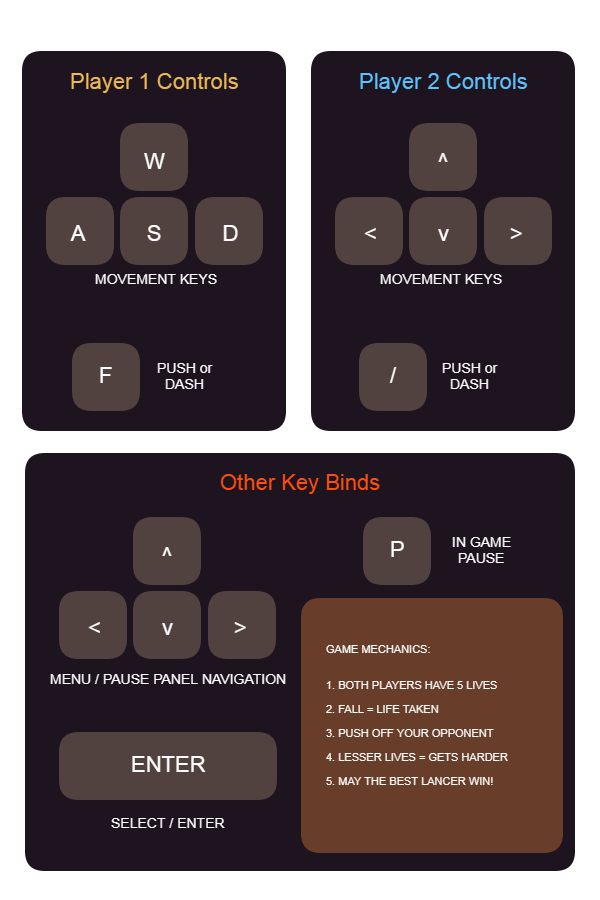 Player 1 Controls
W
A S D
MOVEMENT KEYS
F
PUSH or
DASH
Player 2 Controls
^
< v >
MOVEMENT KEYS
/
PUSH or
DASH
Other Key Binds
^
< v >
MENU / PAUSE PANEL NAVIGATION
ENTER
SELECT / ENTER
P
IN GAME
PAUSE
GAME MECHANICS:
1. BOTH PLAYERS HAVE 5 LIVES
2. FALL = LIFE TAKEN
3. PUSH OFF YOUR OPPONENT
4. LESSER LIVES = GETS HARDER
5. MAY THE BEST LANCER WIN!